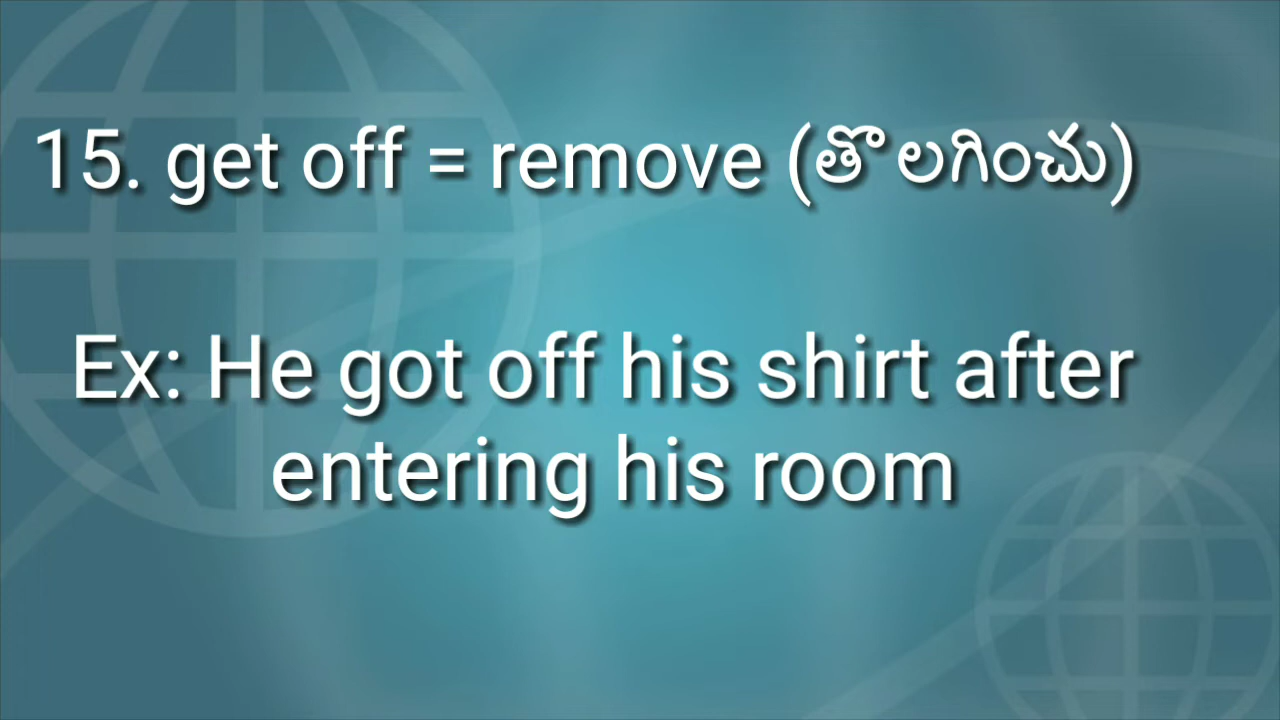 15. get off = remove (తొలగించు)
Ex: He got off his shirt after
entering his room